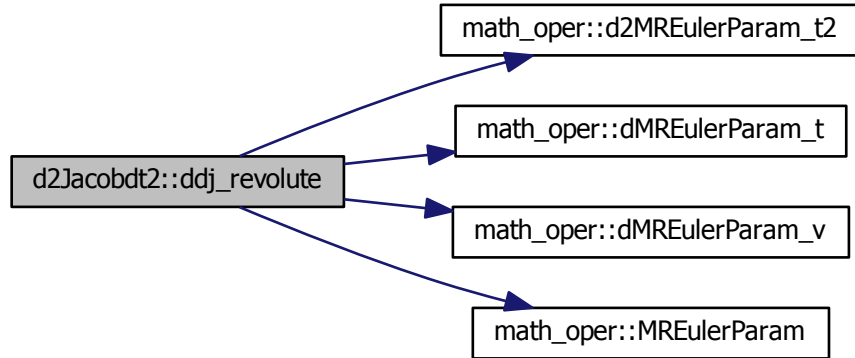 math_oper::d2MREulerParam_t2
math_oper::dMREulerParam_t
d2Jacobdt2::ddj_revolute
math_oper::dMREulerParam_v
math_oper::MREulerParam